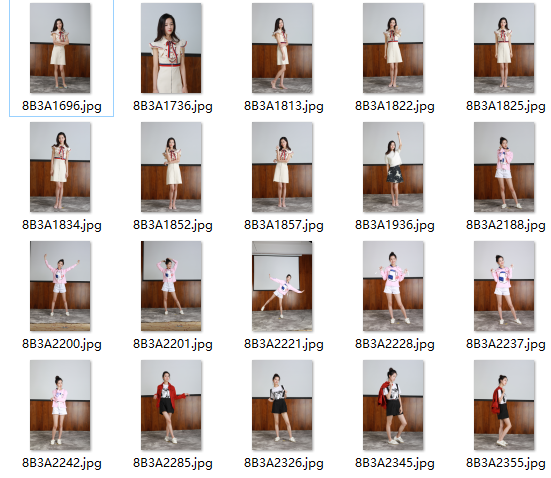 8B3A1696.jpg 8B3A1736.jpg 8B3A1813.jpg 8B3A1822.jpg 8B3A1825.jpg
8B3A1834.jpg 8B3A1852.jpg 8B3A1857.jpg 8B3A1936.jpg 8B3A2188.jpg
8B3A2200.jpg 8B3A2201.jpg 8B3A2221.jpg 8B3A2228.jpg 8B3A2237.jpg
8B3A2242.jpg 8B3A2285.jpg 8B3A2326.jpg 8B3A2345.jpg 8B3A2355.jpg